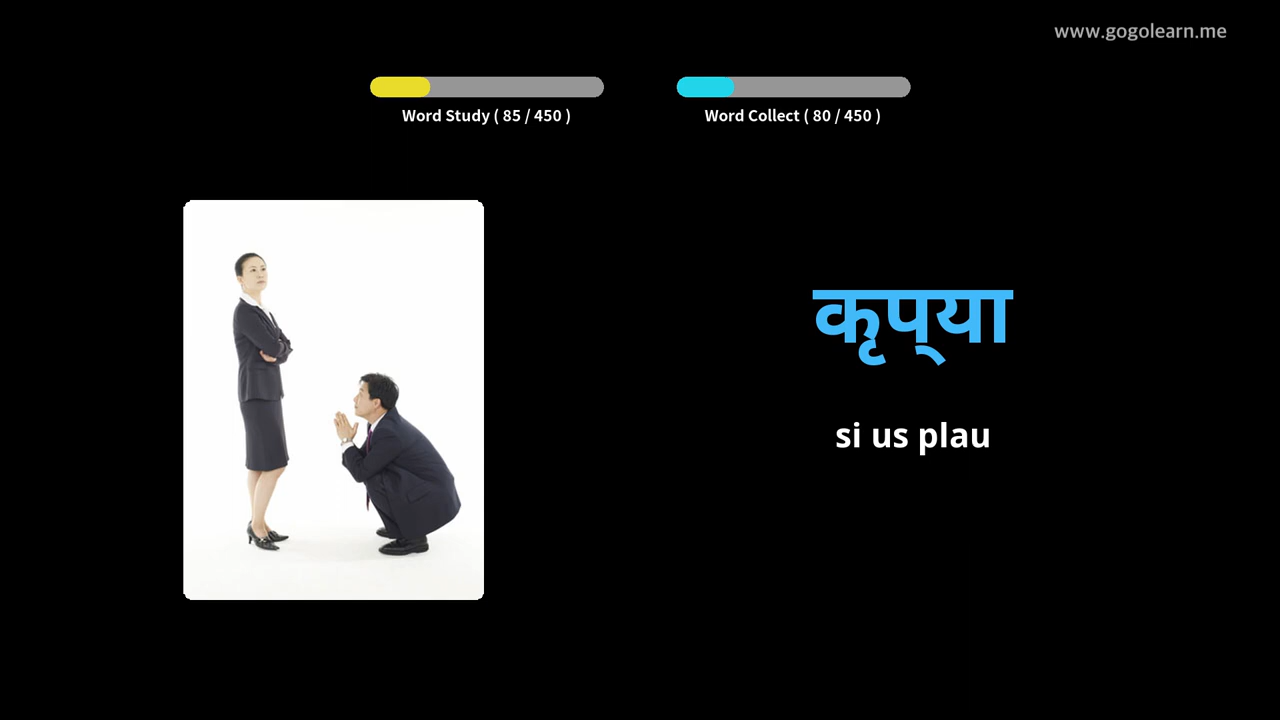 www.gogolearn.me
Word Study ( 85 / 450 )
Word Collect ( 80 / 450 )
कृप्‌या
si us plau